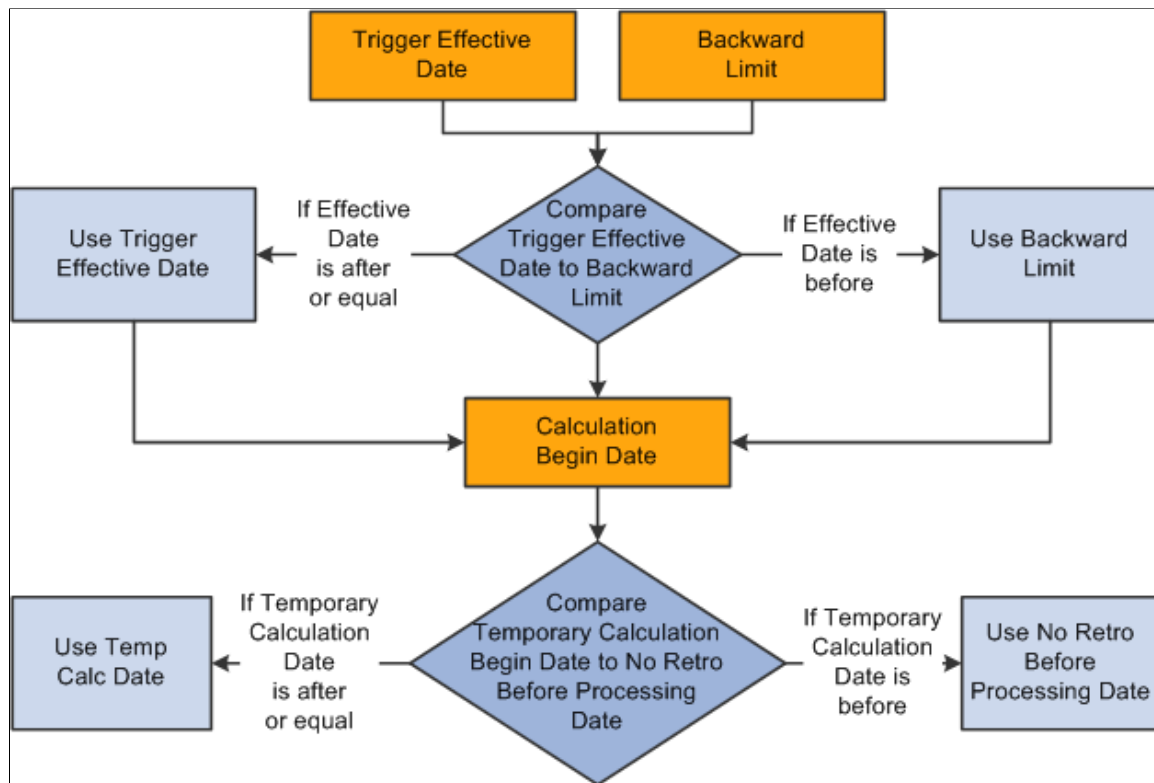 Trigger Effective
Date
Backward
Limit
Compare
Trigger Effective
Date to Backward
Limit
If Effective
Date
is after
or equal
Use Trigger
Effective Date
If Effective
Date is
before
Use Backward
Limit
Calculation
Begin Date
Compare
Temporary Calculation
Begin Date to No Retro
Before Processing
Date
If Temporary
Calculation
Date
is after
or equal
Use Temp
Calc Date
If Temporary
Calculation
Date is
before
Use No Retro
Before
Processing Date